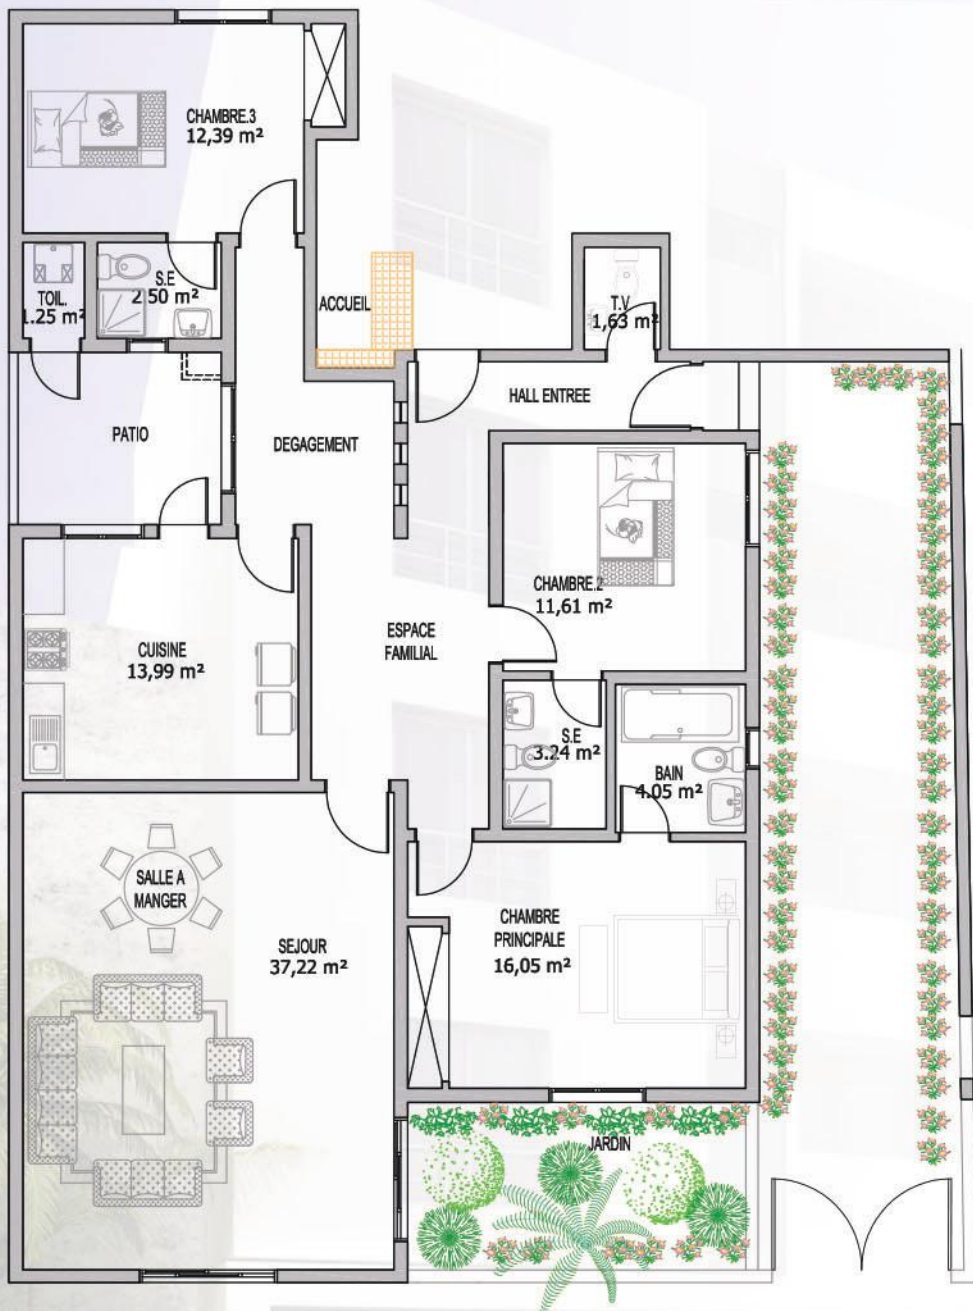 CHAMBRE.3
12,39 m²
TOIL.
1.25 m²
S.E
2.50 m²
ACCUEIL
T.V
1,63 m²
HALL ENTREE
PATIO
DEGAGEMENT
CHAMBRE.2
11,61 m²
CUISINE
13,99 m²
ESPACE
FAMILIAL
S.E
3.24 m²
BAIN
4.05 m²
SALLE A
MANGER
SEJOUR
37,22 m²
CHAMBRE
PRINCIPALE
16,05 m²
JARDIN